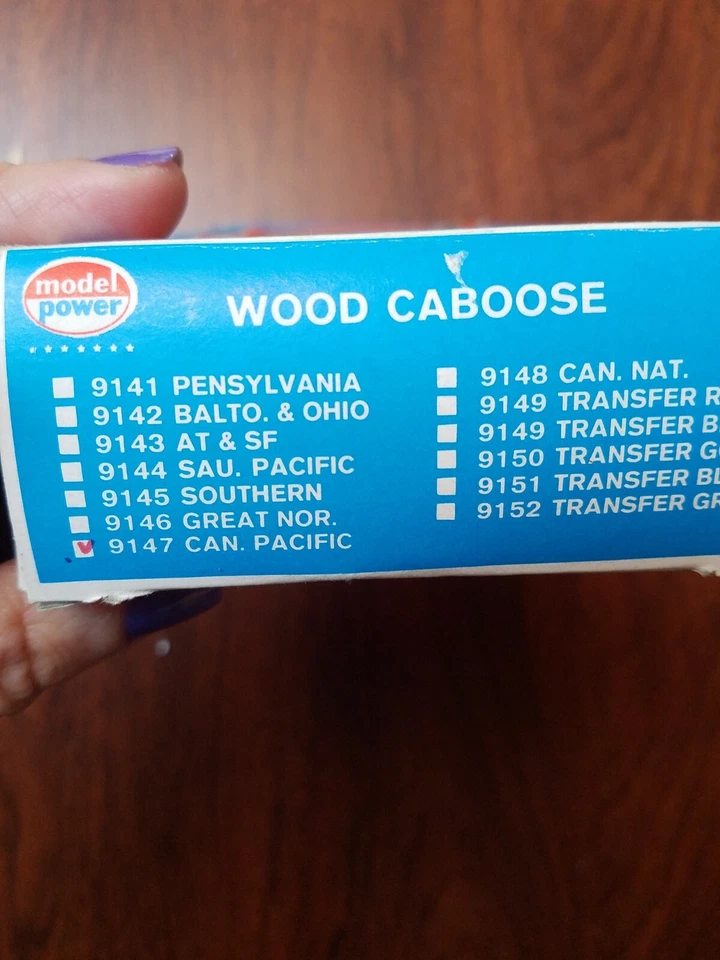 model
power
WOOD CABOOSE
9141 PENSYLVANIA
9142 BALTO. & OHIO
9143 AT & SF
9144 SAU. PACIFIC
9145 SOUTHERN
9146 GREAT NOR.
9147 CAN. PACIFIC
9148 CAN. NAT.
9149 TRANSFER
9149 TRANSFER
9150 TRANSFER
9151 TRANSFER
9152 TRANSFER